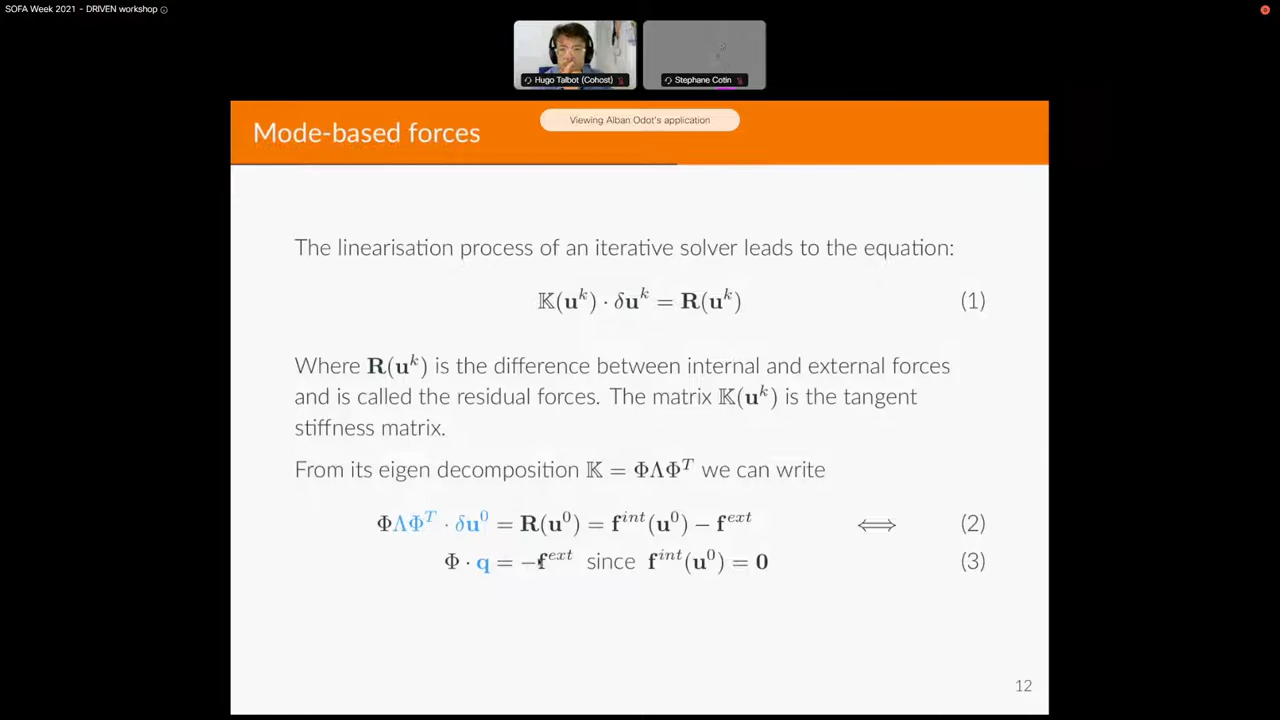 SOFA Week 2021 - DRIVEN workshop
Hugo Talbot (Cohost)
Stephane Cotin
Viewing Alban Odot's application
Mode-based forces
The linearisation process of an iterative solver leads to the equation:
𝕂(𝐮ᵏ) · δ𝐮ᵏ = 𝐑(𝐮ᵏ) (1)
Where 𝐑(𝐮ᵏ) is the difference between internal and external forces
and is called the residual forces. The matrix 𝕂(𝐮ᵏ) is the tangent
stiffness matrix.
From its eigen decomposition 𝕂 = ΦΛΦᵀ we can write
ΦΛΦᵀ · δ𝐮⁰ = 𝐑(𝐮⁰) = 𝐟ⁱⁿᵗ(𝐮⁰) − 𝐟ᵉˣᵗ ⟺ (2)
Φ · 𝐪 = −𝐟ᵉˣᵗ since 𝐟ⁱⁿᵗ(𝐮⁰) = 𝟎 (3)
12